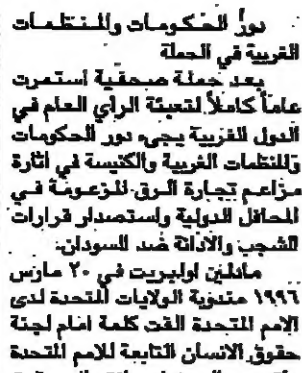 دور الحكومات والمنظمات
الغربية في الحملة
بعد حملة صحفية استمرت
عاماً كاملاً لتعبئة الرأي العام في
الدول الغربية يجيء دور الحكومات
والمنظمات الغربية والكنيسة في اثارة
مزاعم تجارة الرق المزعومة في
المحافل الدولية واستصدار قرارات
الشجب والادانة ضد السودان.
مادلين اولبريت في ٢٠ مارس
١٩٩٦ مندوبة الولايات المتحدة لدى
الامم المتحدة القت كلمة امام لجنة
حقوق الانسان التابعة للامم المتحدة